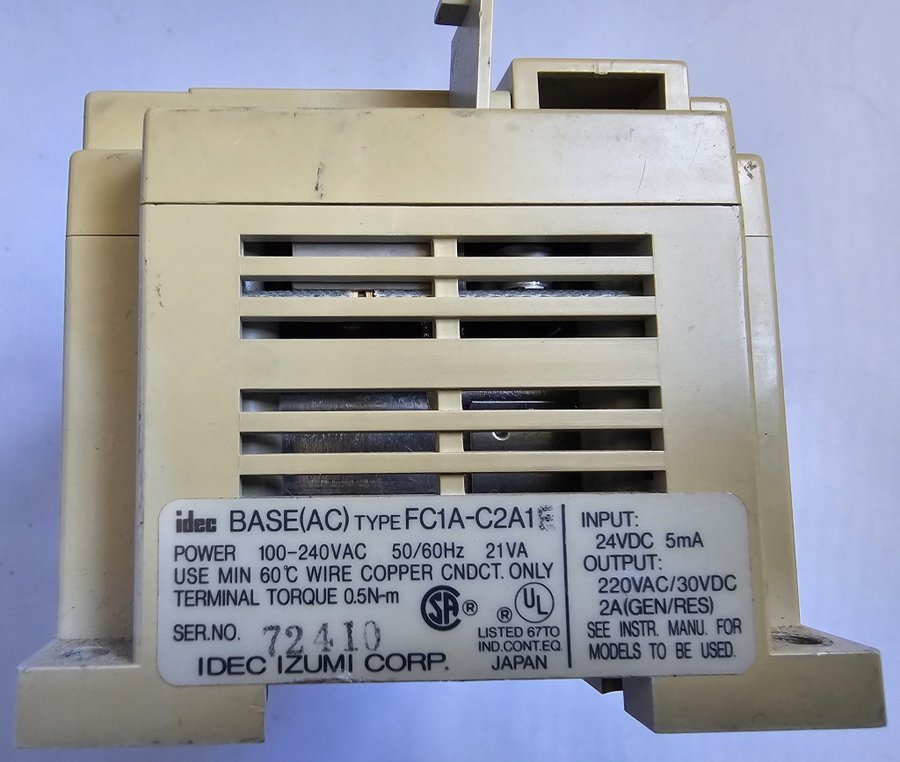 idec BASE(AC) TYPE FC1A-C2A1E
POWER 100-240VAC 50/60Hz 21VA
USE MIN 60℃ WIRE COPPER CNDCT. ONLY
TERMINAL TORQUE 0.5N-m
SA ® ® UL
SER.NO. 72410
LISTED 67TO
IND.CONT.EQ.
IDEC IZUMI CORP. JAPAN
INPUT:
24VDC 5mA
OUTPUT:
220VAC/30VDC
2A(GEN/RES)
SEE INSTR. MANU. FOR
MODELS TO BE USED.